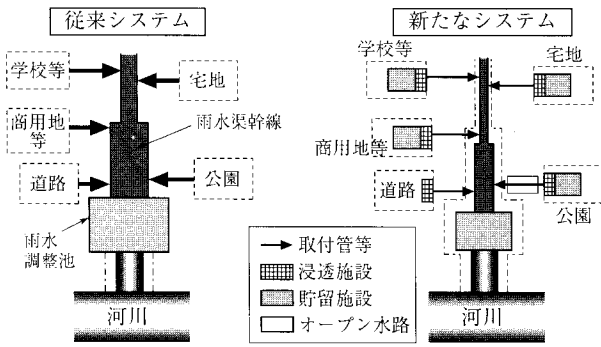 従来システム
学校等
宅地
商用地
等
雨水渠幹線
道路
公園
雨水
調整池
河川
新たなシステム
学校等
宅地
商用地等
道路
公園
河川
取付管等
浸透施設
貯留施設
オープン水路